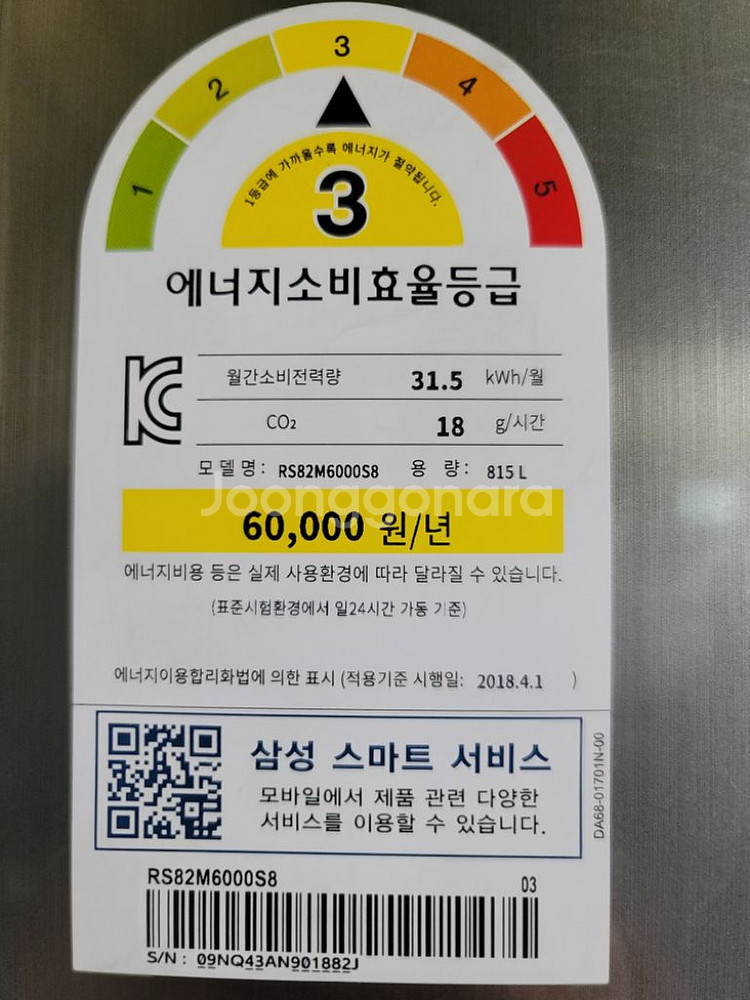 1 2 3 4 5
1등급에 가까울수록 에너지가 절약됩니다.
3
에너지소비효율등급
KC
월간소비전력량 31.5 kWh/월
CO₂ 18 g/시간
모델명: RS82M6000S8 용 량: 815 L
Joonggonara
60,000 원/년
에너지비용 등은 실제 사용환경에 따라 달라질 수 있습니다.
(표준시험환경에서 일24시간 가동 기준)
에너지이용합리화법에 의한 표시 (적용기준 시행일: 2018.4.1 )
삼성 스마트 서비스
모바일에서 제품 관련 다양한
서비스를 이용할 수 있습니다.
DA68-01701N-00
RS82M6000S8 03
S/N : 09NQ43AN901882J